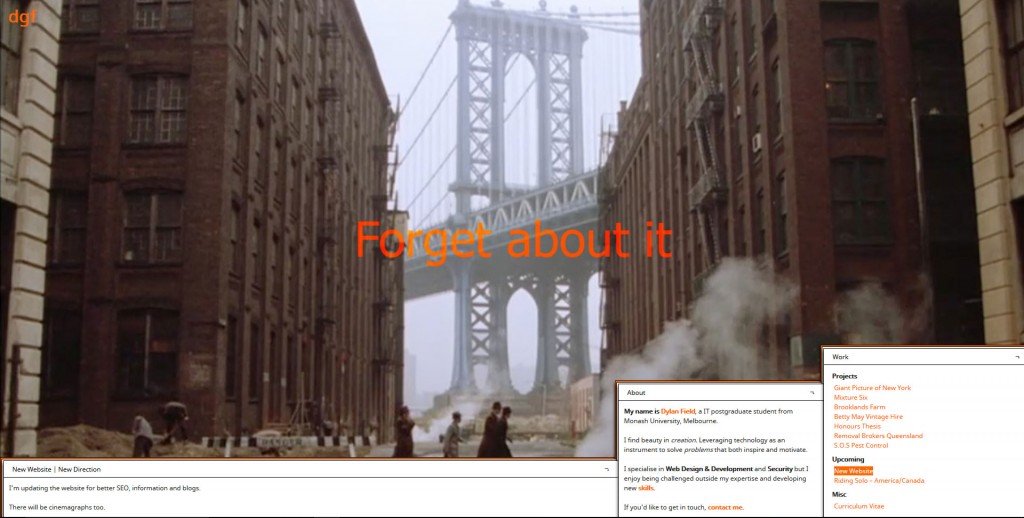 dgf
Forget about it
New Website | New Direction
I'm updating the website for better SEO, information and blogs.
There will be cinemagraphs too.
About
My name is Dylan Field, a IT postgraduate student from
Monash University, Melbourne.
I find beauty in creation. Leveraging technology as an
instrument to solve problems that both inspire and motivate.
I specialise in Web Design & Development and Security but I
enjoy being challenged outside my expertise and developing
new skills.
If you'd like to get in touch, contact me.
Work
Projects
Giant Picture of New York
Mixture Six
Brooklands Farm
Betty May Vintage Hire
Honours Thesis
Removal Brokers Queensland
S.O.S Pest Control
Upcoming
New Website
Riding Solo – America/Canada
Misc
Curriculum Vitae
DANGER